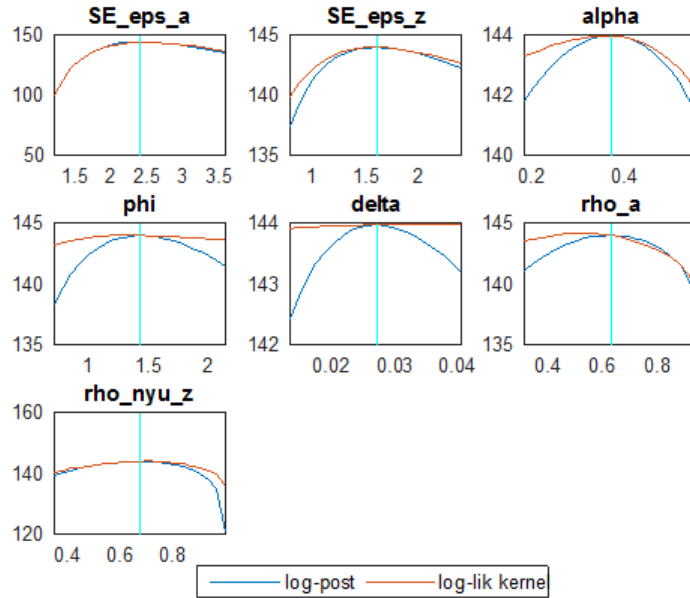 SE_eps_a SE_eps_z alpha
150 145 144
100 140 142
50 135 140
1.5 2 2.5 3 3.5 1 1.5 2 0.2 0.4
phi delta rho_a
145 144 145
140 143 140
135 142 135
1 1.5 2 0.02 0.03 0.04 0.4 0.6 0.8
rho_nyu_z
160
140
120
0.4 0.6 0.8
log-post log-lik kernel